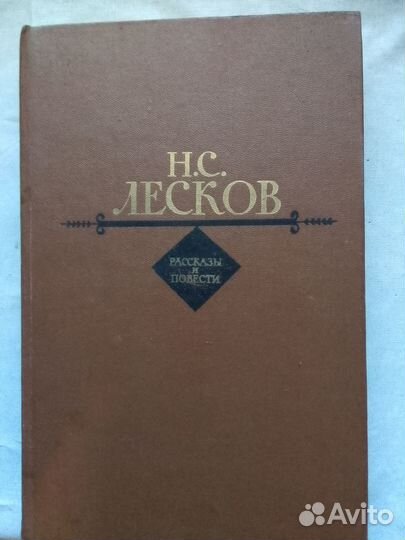 Н.С.
ЛЕСКОВ
РАССКАЗЫ
И
ПОВЕСТИ
Avito